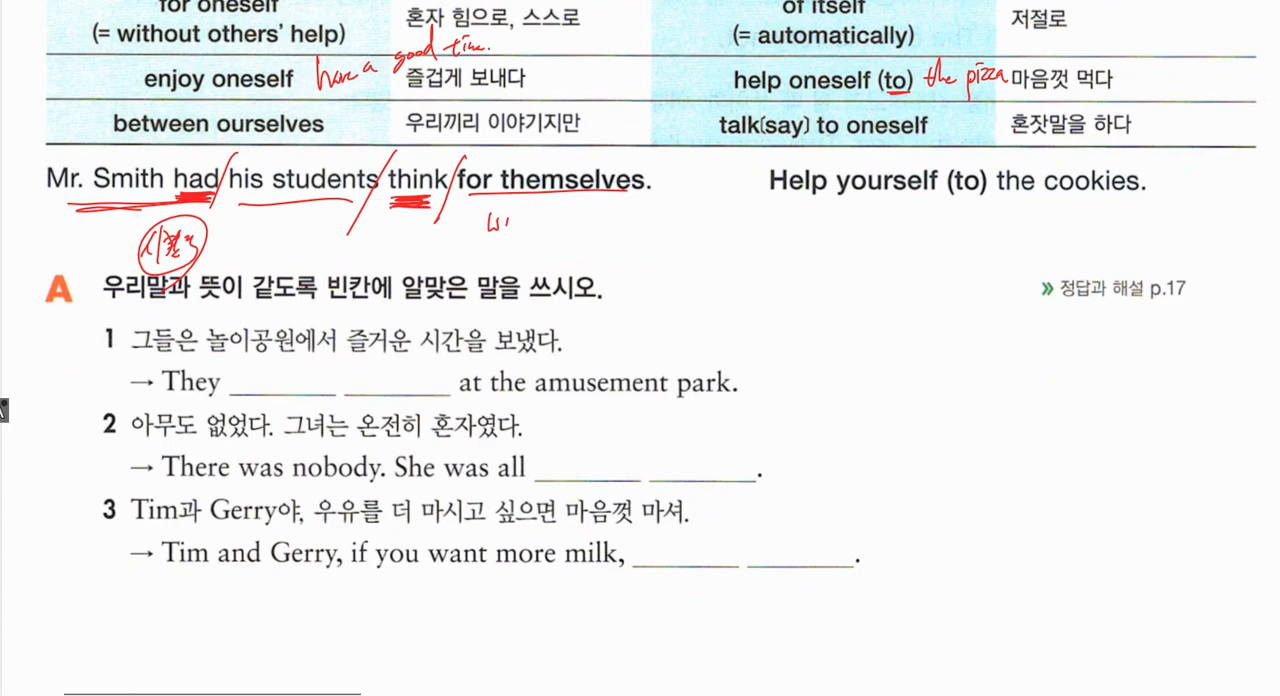 for oneself 혼자 힘으로, 스스로 of itself 저절로
(= without others' help) (= automatically)
have a good time.
enjoy oneself 즐겁게 보내다 help oneself (to) the pizza 마음껏 먹다
between ourselves 우리끼리 이야기지만 talk(say) to oneself 혼잣말을 하다
Mr. Smith had/his students/think/for themselves. Help yourself (to) the cookies.
A 우리말과 뜻이 같도록 빈칸에 알맞은 말을 쓰시오. » 정답과 해설 p.17
1 그들은 놀이공원에서 즐거운 시간을 보냈다.
→ They ________ ________ at the amusement park.
2 아무도 없었다. 그녀는 온전히 혼자였다.
→ There was nobody. She was all ________ ________.
3 Tim과 Gerry야, 우유를 더 마시고 싶으면 마음껏 마셔.
→ Tim and Gerry, if you want more milk, ________ ________.